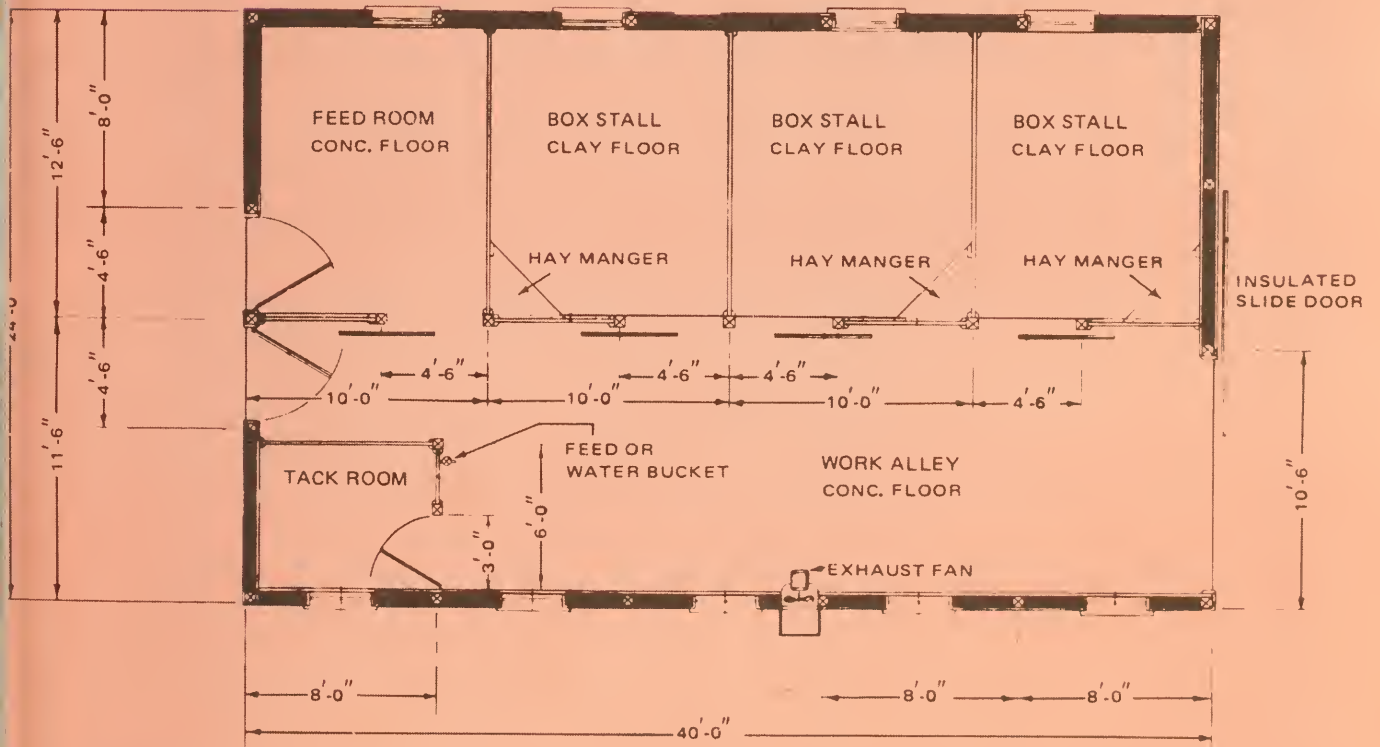 FEED ROOM
CONC. FLOOR
BOX STALL
CLAY FLOOR
BOX STALL
CLAY FLOOR
BOX STALL
CLAY FLOOR
12'-6"
8'-0"
4'-6"
4'-6"
11'-6"
24'-0
HAY MANGER
HAY MANGER
HAY MANGER
INSULATED
SLIDE DOOR
4'-6"
4'-6"
4'-6"
10'-0"
10'-0"
10'-0"
4'-6"
TACK ROOM
FEED OR
WATER BUCKET
WORK ALLEY
CONC. FLOOR
3'-0"
6'-0"
10'-6"
EXHAUST FAN
8'-0"
8'-0"
8'-0"
40'-0"